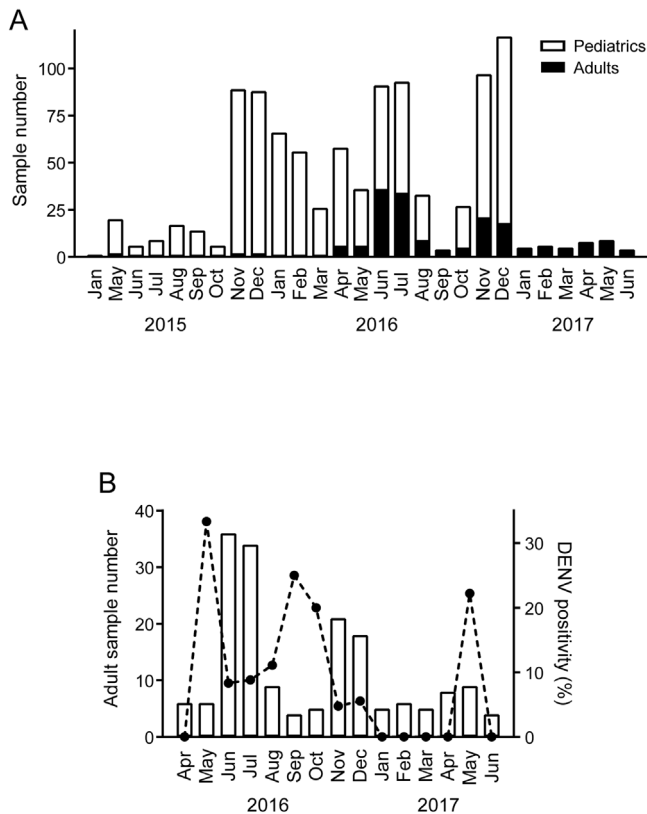 A
Sample number
100
75
50
25
0
Pediatrics
Adults
Jan May Jun Jul Aug Sep Oct Nov Dec Jan Feb Mar Apr May Jun Jul Aug Sep Oct Nov Dec Jan Feb Mar Apr May Jun
2015 2016 2017
B
Adult sample number
40
30
20
10
0
30
20
10
0
DENV positivity (%)
Apr May Jun Jul Aug Sep Oct Nov Dec Jan Feb Mar Apr May Jun
2016 2017